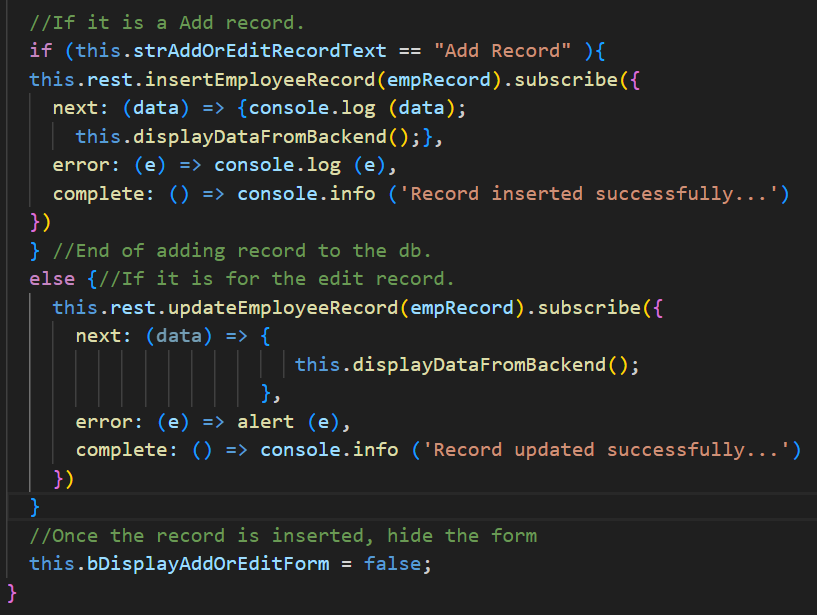 //If it is a Add record.
if (this.strAddOrEditRecordText == "Add Record" ){
this.rest.insertEmployeeRecord(empRecord).subscribe({
next: (data) => {console.log (data);
this.displayDataFromBackend();},
error: (e) => console.log (e),
complete: () => console.info ('Record inserted successfully...')
})
} //End of adding record to the db.
else {//If it is for the edit record.
this.rest.updateEmployeeRecord(empRecord).subscribe({
next: (data) => {
this.displayDataFromBackend();
},
error: (e) => alert (e),
complete: () => console.info ('Record updated successfully...')
})
}
//Once the record is inserted, hide the form
this.bDisplayAddOrEditForm = false;
}